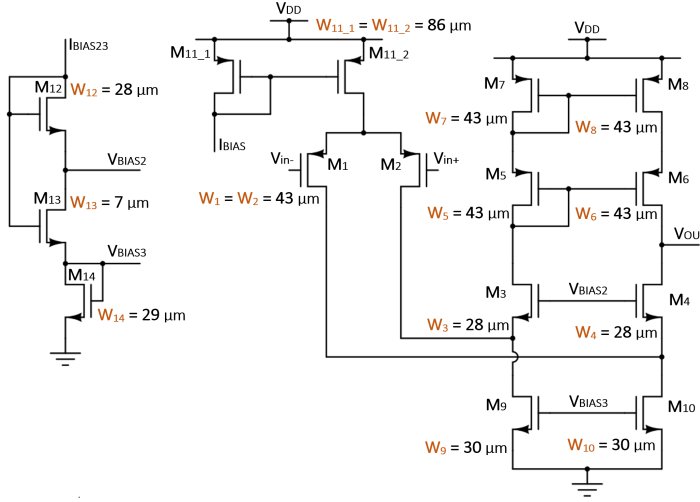 IBIAS23
M12
W12 = 28 μm
VBIAS2
M13
W13 = 7 μm
VBIAS3
M14
W14 = 29 μm
VDD
W11_1 = W11_2 = 86 μm
M11_1
M11_2
IBIAS
Vin-
M1
M2
Vin+
W1 = W2 = 43 μm
VDD
M7
M8
W7 = 43 μm
W8 = 43 μm
M5
M6
W5 = 43 μm
W6 = 43 μm
VOU
M3
VBIAS2
M4
W3 = 28 μm
W4 = 28 μm
M9
VBIAS3
M10
W9 = 30 μm
W10 = 30 μm